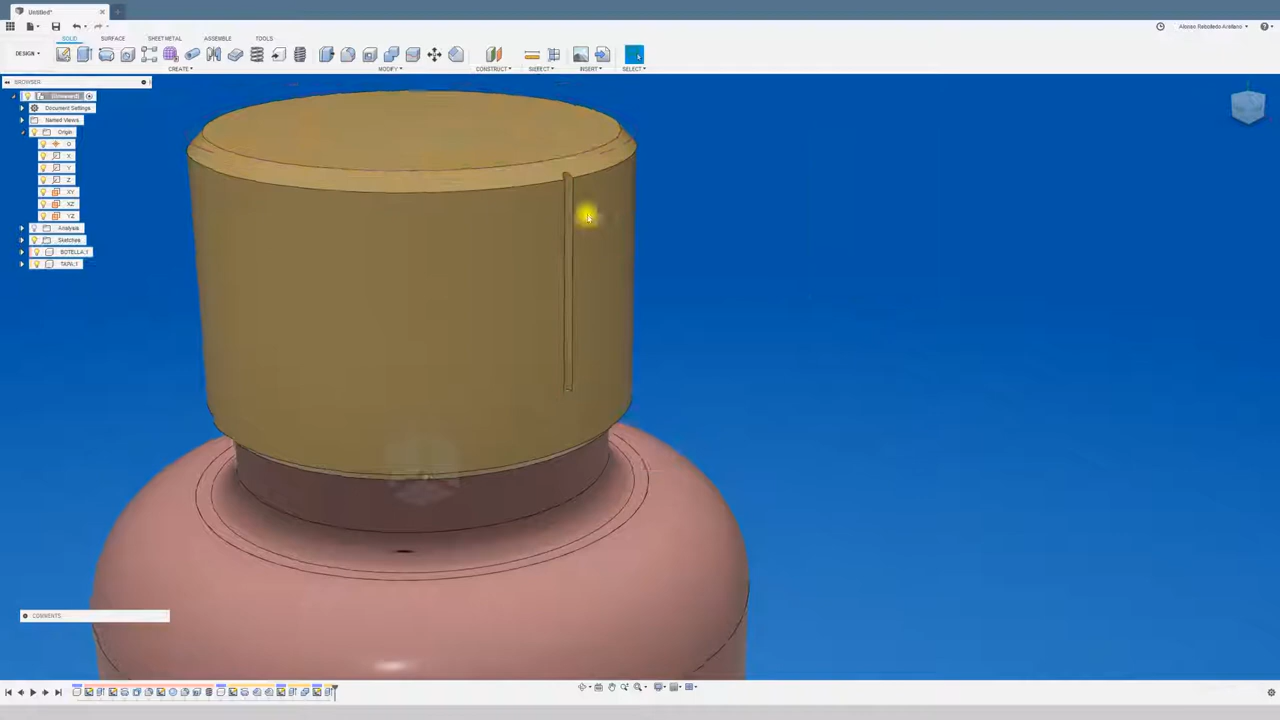 Untitled*
Alonso Rebolledo Arellano
SOLID
SURFACE
SHEET METAL
ASSEMBLE
TOOLS
DESIGN
CREATE
MODIFY
CONSTRUCT
INSPECT
INSERT
SELECT
BROWSER
Document Settings
Named Views
Origin
O
X
Y
Z
XY
XZ
YZ
Analysis
Sketches
BOTELLA:1
TAPA:1
COMMENTS